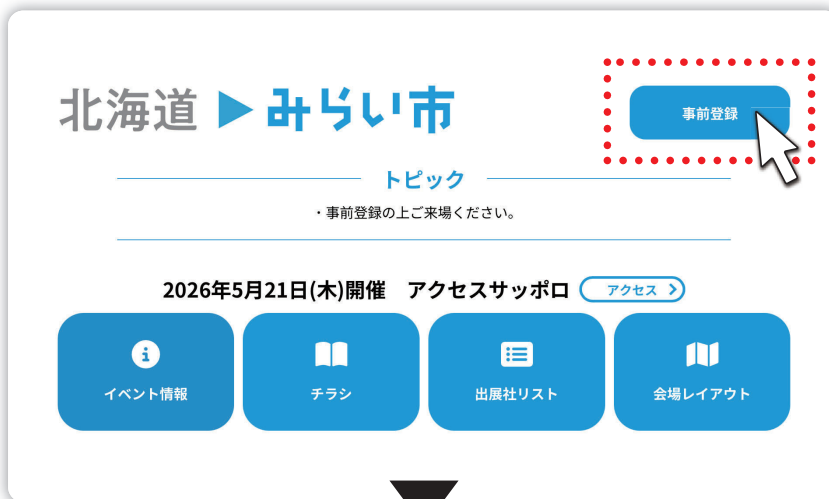 北海道▶みらい市
事前登録
トピック
・事前登録の上ご来場ください。
2026年5月21日(木)開催　アクセスサッポロ
アクセス
イベント情報
チラシ
出展社リスト
会場レイアウト